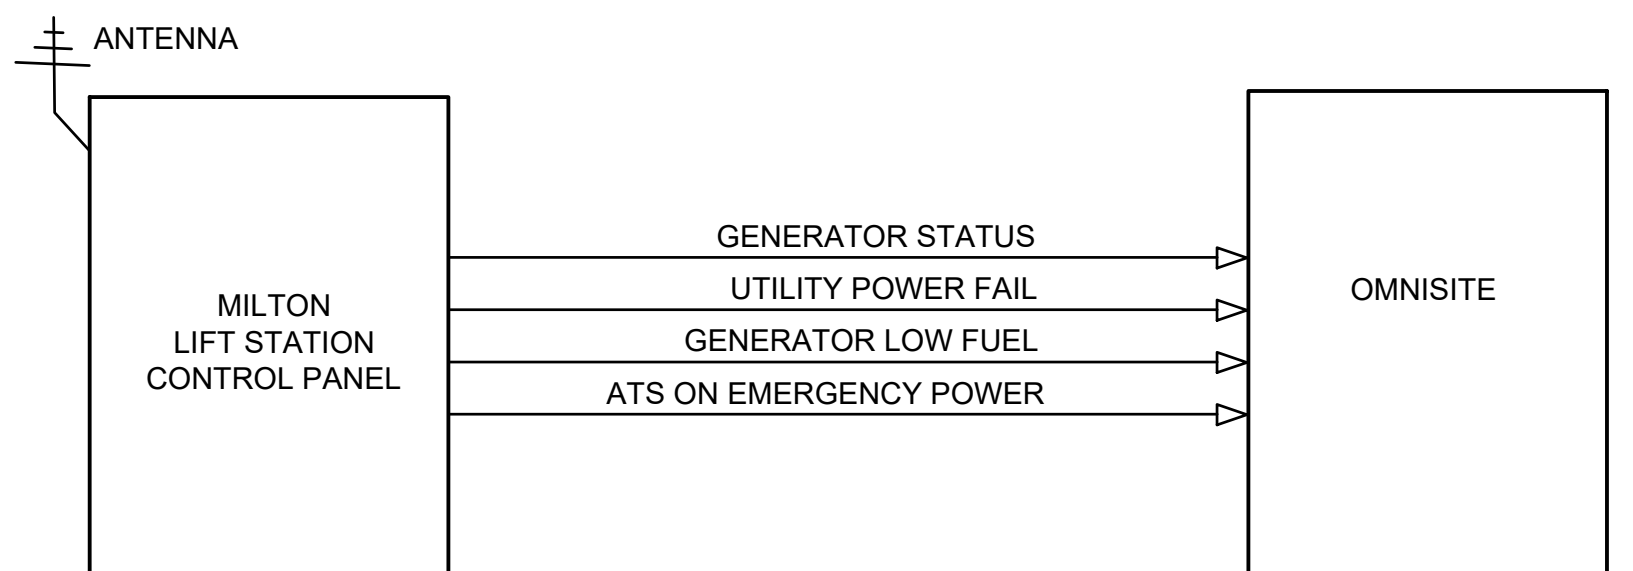 ANTENNA
GENERATOR STATUS
UTILITY POWER FAIL
GENERATOR LOW FUEL
ATS ON EMERGENCY POWER
MILTON
LIFT STATION
CONTROL PANEL
OMNISITE